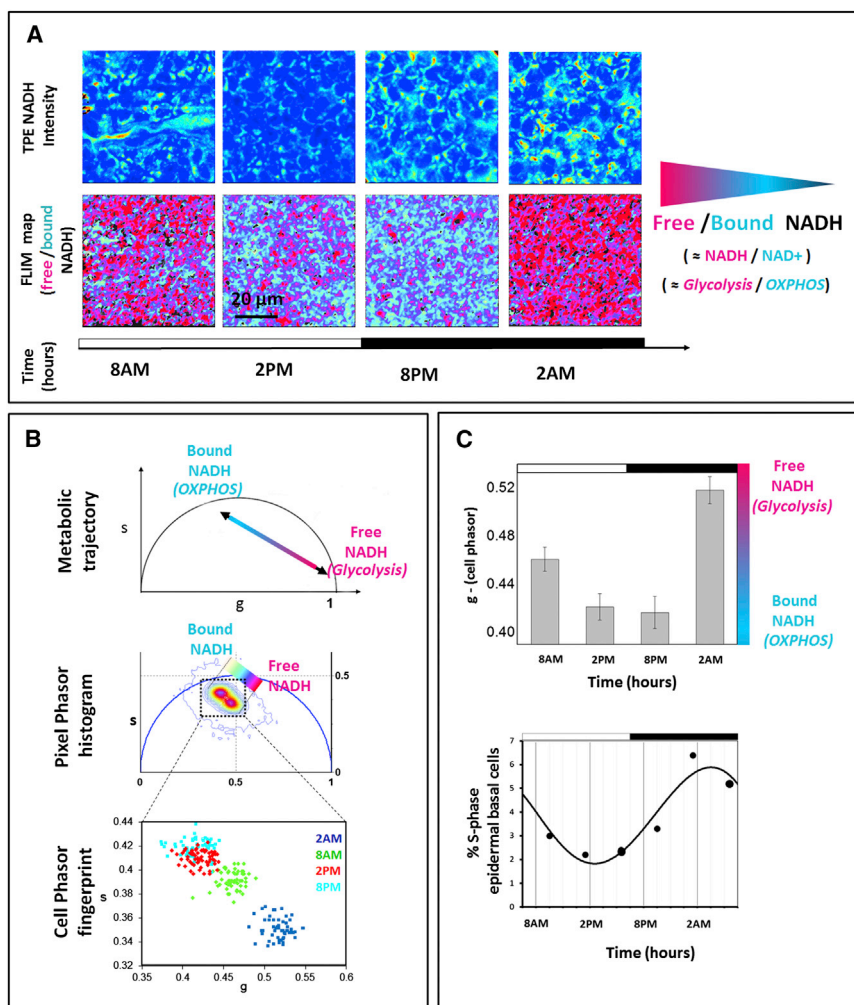 A
TPE NADH
Intensity
FLIM map
(free / bound
NADH)
20 µm
Free /Bound NADH
( ≈ NADH / NAD+ )
( ≈ Glycolysis / OXPHOS)
Time
(hours)
8AM 2PM 8PM 2AM
B
Metabolic
trajectory
Bound
NADH
(OXPHOS)
Free
NADH
(Glycolysis)
s
g
1
Pixel Phasor
histogram
Bound
NADH
Free
NADH
s
0.5
0
0 0.5 1
Cell Phasor
fingerprint
0.44
0.42
0.4
0.38
0.36
0.34
0.32
s
2AM
8AM
2PM
8PM
0.35 0.4 0.45 0.5 0.55 0.6
g
C
g - (cell phasor)
0.52
0.48
0.44
0.40
8AM 2PM 8PM 2AM
Time (hours)
Free
NADH
(Glycolysis)
Bound
NADH
(OXPHOS)
% S-phase
epidermal basal cells
7
6
5
4
3
2
1
0
8AM 2PM 8PM 2AM
Time (hours)